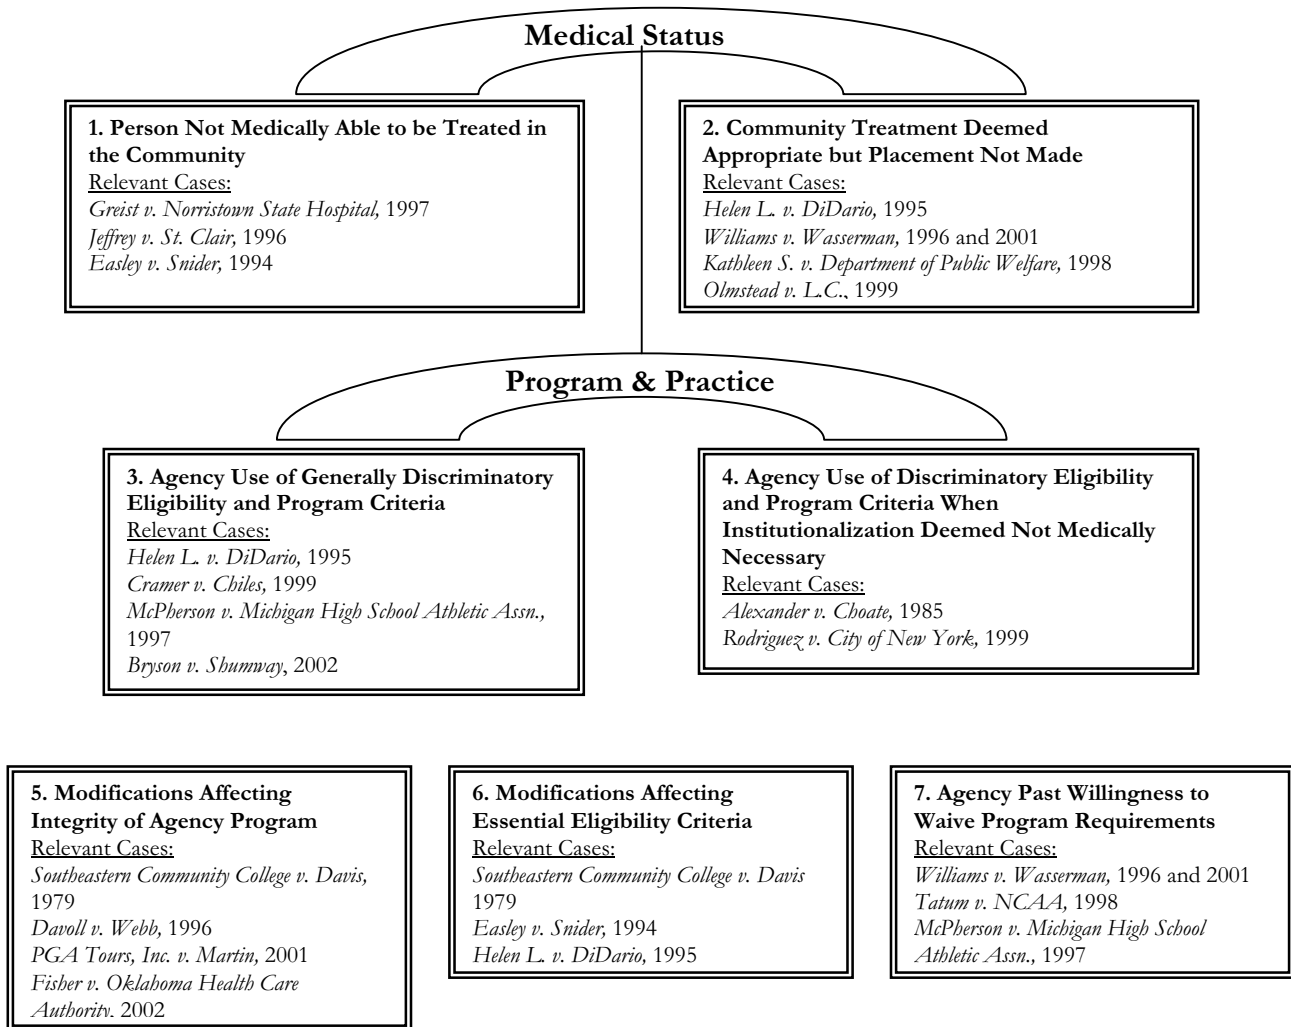 Medical Status
1. Person Not Medically Able to be Treated in
the Community
Relevant Cases:
Greist v. Norristown State Hospital, 1997
Jeffrey v. St. Clair, 1996
Easley v. Snider, 1994
2. Community Treatment Deemed
Appropriate but Placement Not Made
Relevant Cases:
Helen L. v. DiDario, 1995
Williams v. Wasserman, 1996 and 2001
Kathleen S. v. Department of Public Welfare, 1998
Olmstead v. L.C., 1999
Program & Practice
3. Agency Use of Generally Discriminatory
Eligibility and Program Criteria
Relevant Cases:
Helen L. v. DiDario, 1995
Cramer v. Chiles, 1999
McPherson v. Michigan High School Athletic Assn.,
1997
Bryson v. Shumway, 2002
4. Agency Use of Discriminatory Eligibility
and Program Criteria When
Institutionalization Deemed Not Medically
Necessary
Relevant Cases:
Alexander v. Choate, 1985
Rodriguez v. City of New York, 1999
5. Modifications Affecting
Integrity of Agency Program
Relevant Cases:
Southeastern Community College v. Davis,
1979
Davoll v. Webb, 1996
PGA Tours, Inc. v. Martin, 2001
Fisher v. Oklahoma Health Care
Authority, 2002
6. Modifications Affecting
Essential Eligibility Criteria
Relevant Cases:
Southeastern Community College v. Davis
1979
Easley v. Snider, 1994
Helen L. v. DiDario, 1995
7. Agency Past Willingness to
Waive Program Requirements
Relevant Cases:
Williams v. Wasserman, 1996 and 2001
Tatum v. NCAA, 1998
McPherson v. Michigan High School
Athletic Assn., 1997